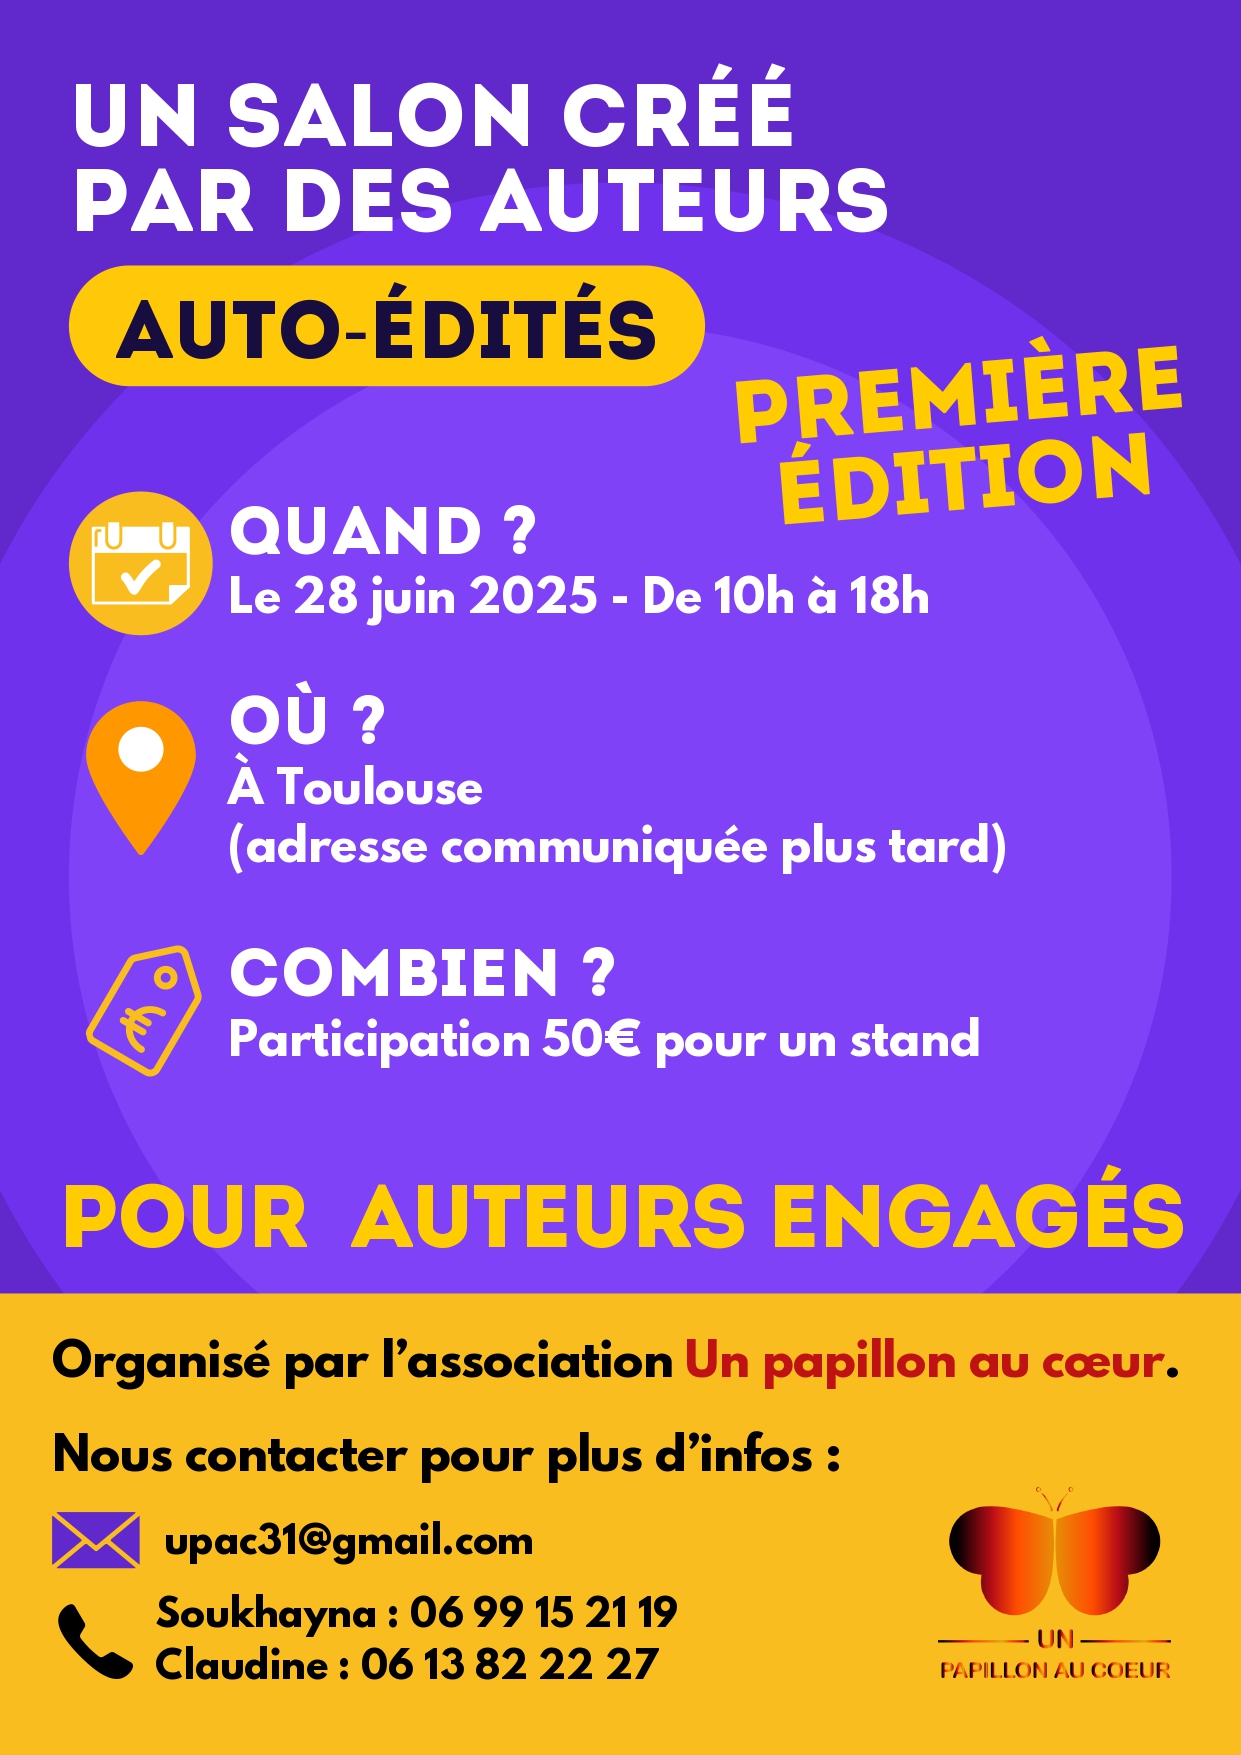 UN SALON CRÉÉ
PAR DES AUTEURS
AUTO-ÉDITÉS
PREMIÈRE
ÉDITION
QUAND ?
Le 28 juin 2025 - De 10h à 18h
OÙ ?
À Toulouse
(adresse communiquée plus tard)
COMBIEN ?
Participation 50€ pour un stand
POUR AUTEURS ENGAGÉS
Organisé par l’association Un papillon au cœur.
Nous contacter pour plus d’infos :
upac31@gmail.com
Soukhayna : 06 99 15 21 19
Claudine : 06 13 82 22 27
UN
PAPILLON AU COEUR